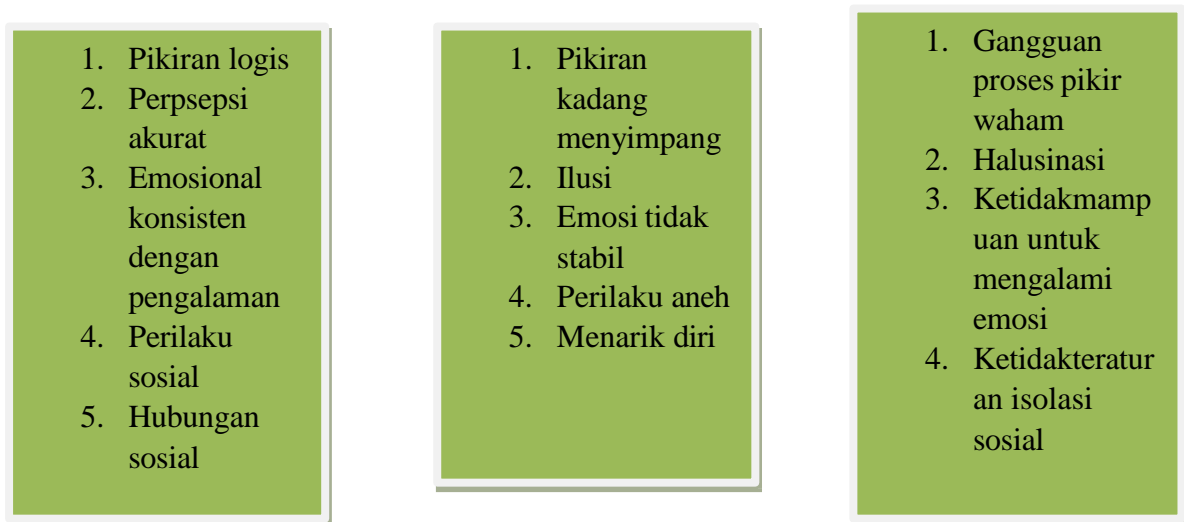 1. Pikiran logis
2. Perpsepsi
akurat
3. Emosional
konsisten
dengan
pengalaman
4. Perilaku
sosial
5. Hubungan
sosial
1. Pikiran
kadang
menyimpang
2. Ilusi
3. Emosi tidak
stabil
4. Perilaku aneh
5. Menarik diri
1. Gangguan
proses pikir
waham
2. Halusinasi
3. Ketidakmamp
uan untuk
mengalami
emosi
4. Ketidakteratur
an isolasi
sosial